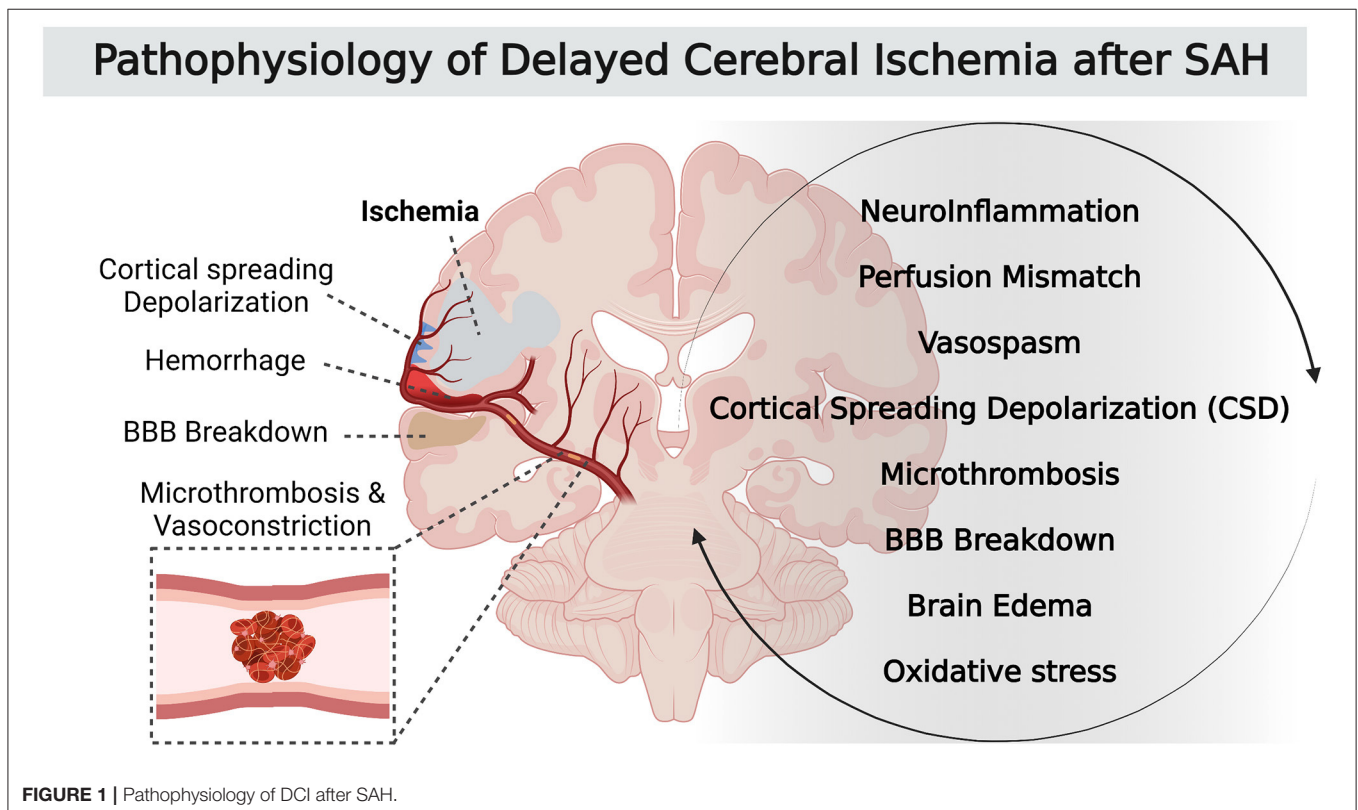 Pathophysiology of Delayed Cerebral Ischemia after SAH
Ischemia
Cortical spreading
Depolarization
Hemorrhage
BBB Breakdown
Microthrombosis &
Vasoconstriction
NeuroInflammation
Perfusion Mismatch
Vasospasm
Cortical Spreading Depolarization (CSD)
Microthrombosis
BBB Breakdown
Brain Edema
Oxidative stress
FIGURE 1 | Pathophysiology of DCI after SAH.